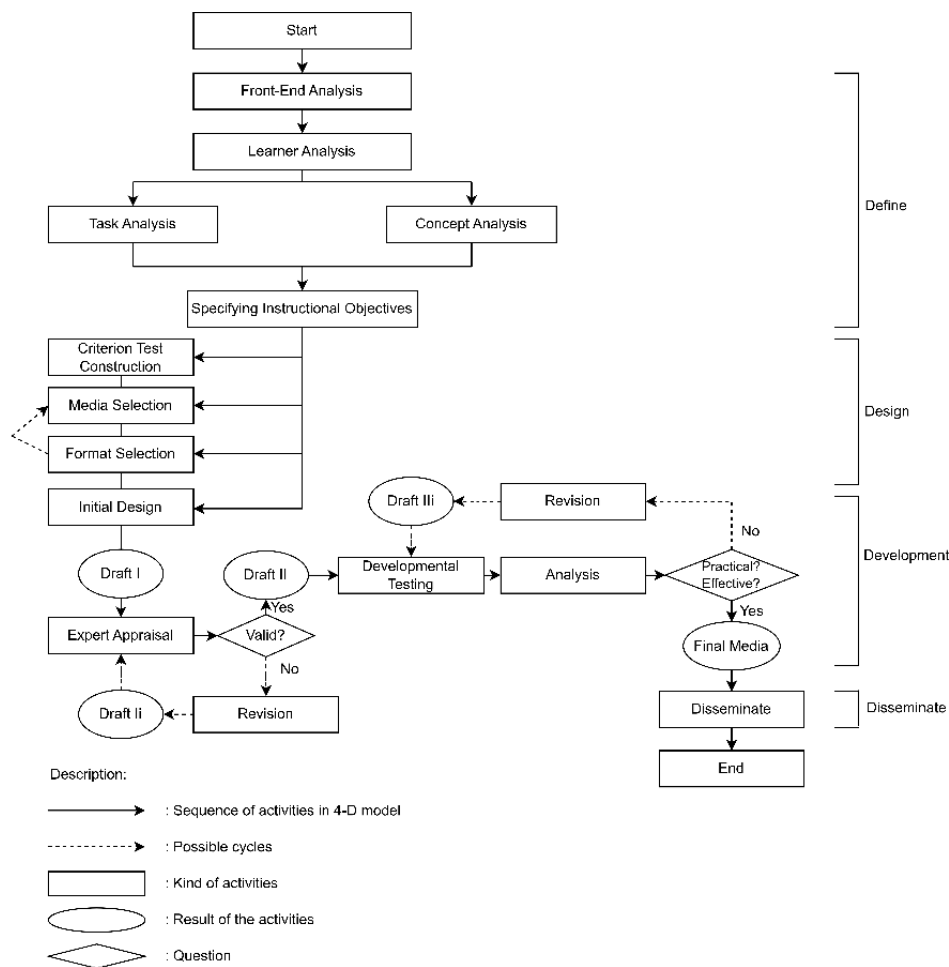 Start
Front-End Analysis
Learner Analysis
Task Analysis
Concept Analysis
Define
Specifying Instructional Objectives
Criterion Test
Construction
Media Selection
Design
Format Selection
Initial Design
Draft IIi
Revision
No
Development
Draft I
Draft II
Developmental
Testing
Analysis
Practical?
Effective?
Yes
Yes
Expert Appraisal
Valid?
Final Media
No
Draft Ii
Revision
Disseminate
Disseminate
End
Description:
: Sequence of activities in 4-D model
: Possible cycles
: Kind of activities
: Result of the activities
: Question